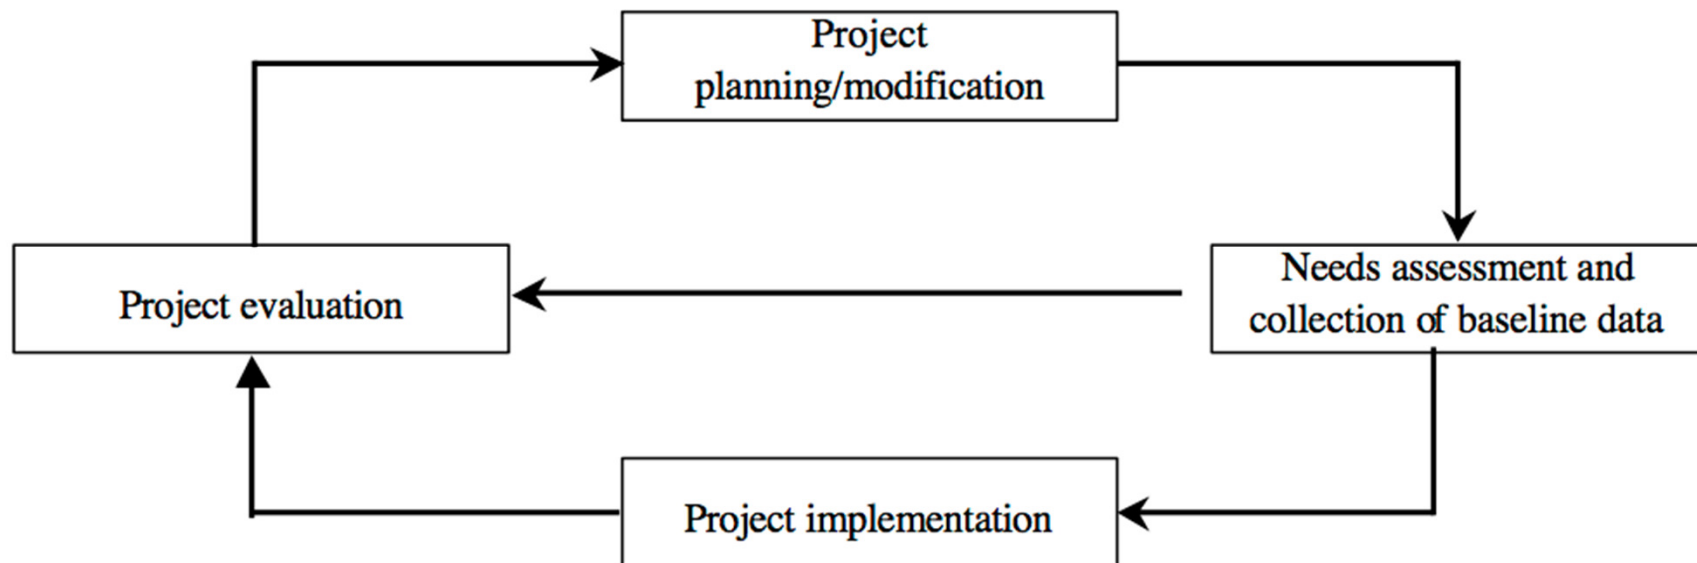 Project
planning/modification
Project evaluation
Needs assessment and
collection of baseline data
Project implementation